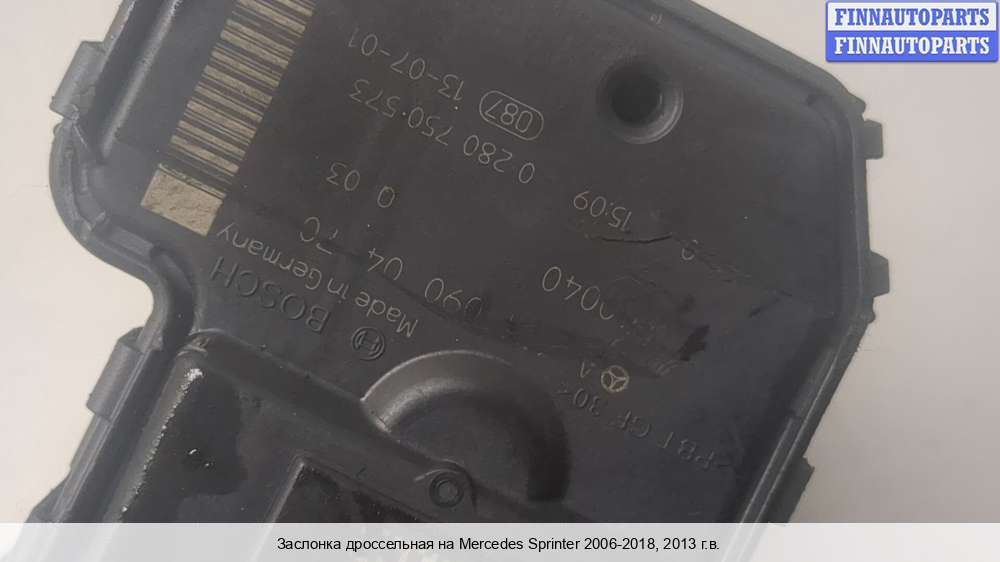 FINNAUTOPARTS
FINNAUTOPARTS
13-07-01
087
0 280 750 573
15:09
Q 03
090 04
0040
Made in Germany
BOSCH
A
Заслонка дроссельная на Mercedes Sprinter 2006-2018, 2013 г.в.